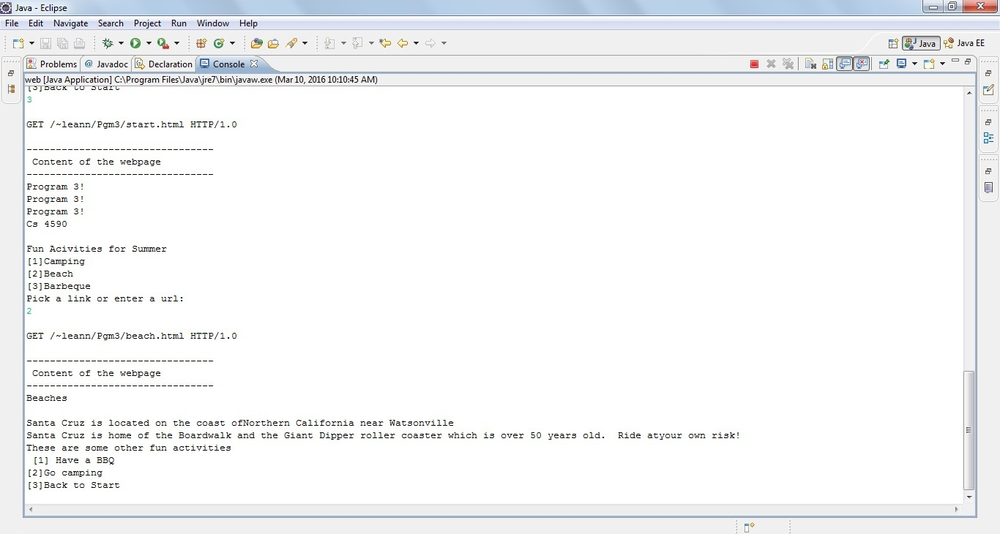 Java - Eclipse
File Edit Navigate Search Project Run Window Help
Java Java EE
Problems @ Javadoc Declaration Console
web [Java Application] C:\Program Files\Java\jre7\bin\javaw.exe (Mar 10, 2016 10:10:45 AM)
[3]Back to Start
3
GET /~leann/Pgm3/start.html HTTP/1.0
--------------------------------
Content of the webpage
--------------------------------
Program 3!
Program 3!
Program 3!
Cs 4590
Fun Acivities for Summer
[1]Camping
[2]Beach
[3]Barbeque
Pick a link or enter a url:
2
GET /~leann/Pgm3/beach.html HTTP/1.0
--------------------------------
Content of the webpage
--------------------------------
Beaches
Santa Cruz is located on the coast ofNorthern California near Watsonville
Santa Cruz is home of the Boardwalk and the Giant Dipper roller coaster which is over 50 years old.  Ride atyour own risk!
These are some other fun activities
[1] Have a BBQ
[2]Go camping
[3]Back to Start